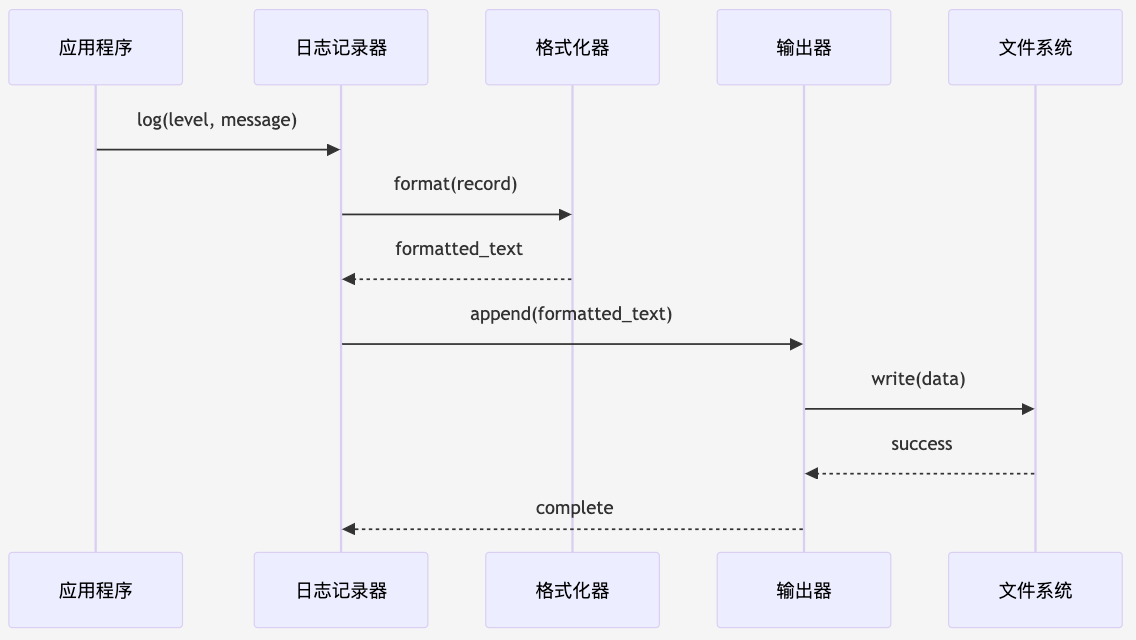 应用程序
日志记录器
格式化器
输出器
文件系统
log(level, message)
format(record)
formatted_text
append(formatted_text)
write(data)
success
complete
应用程序
日志记录器
格式化器
输出器
文件系统